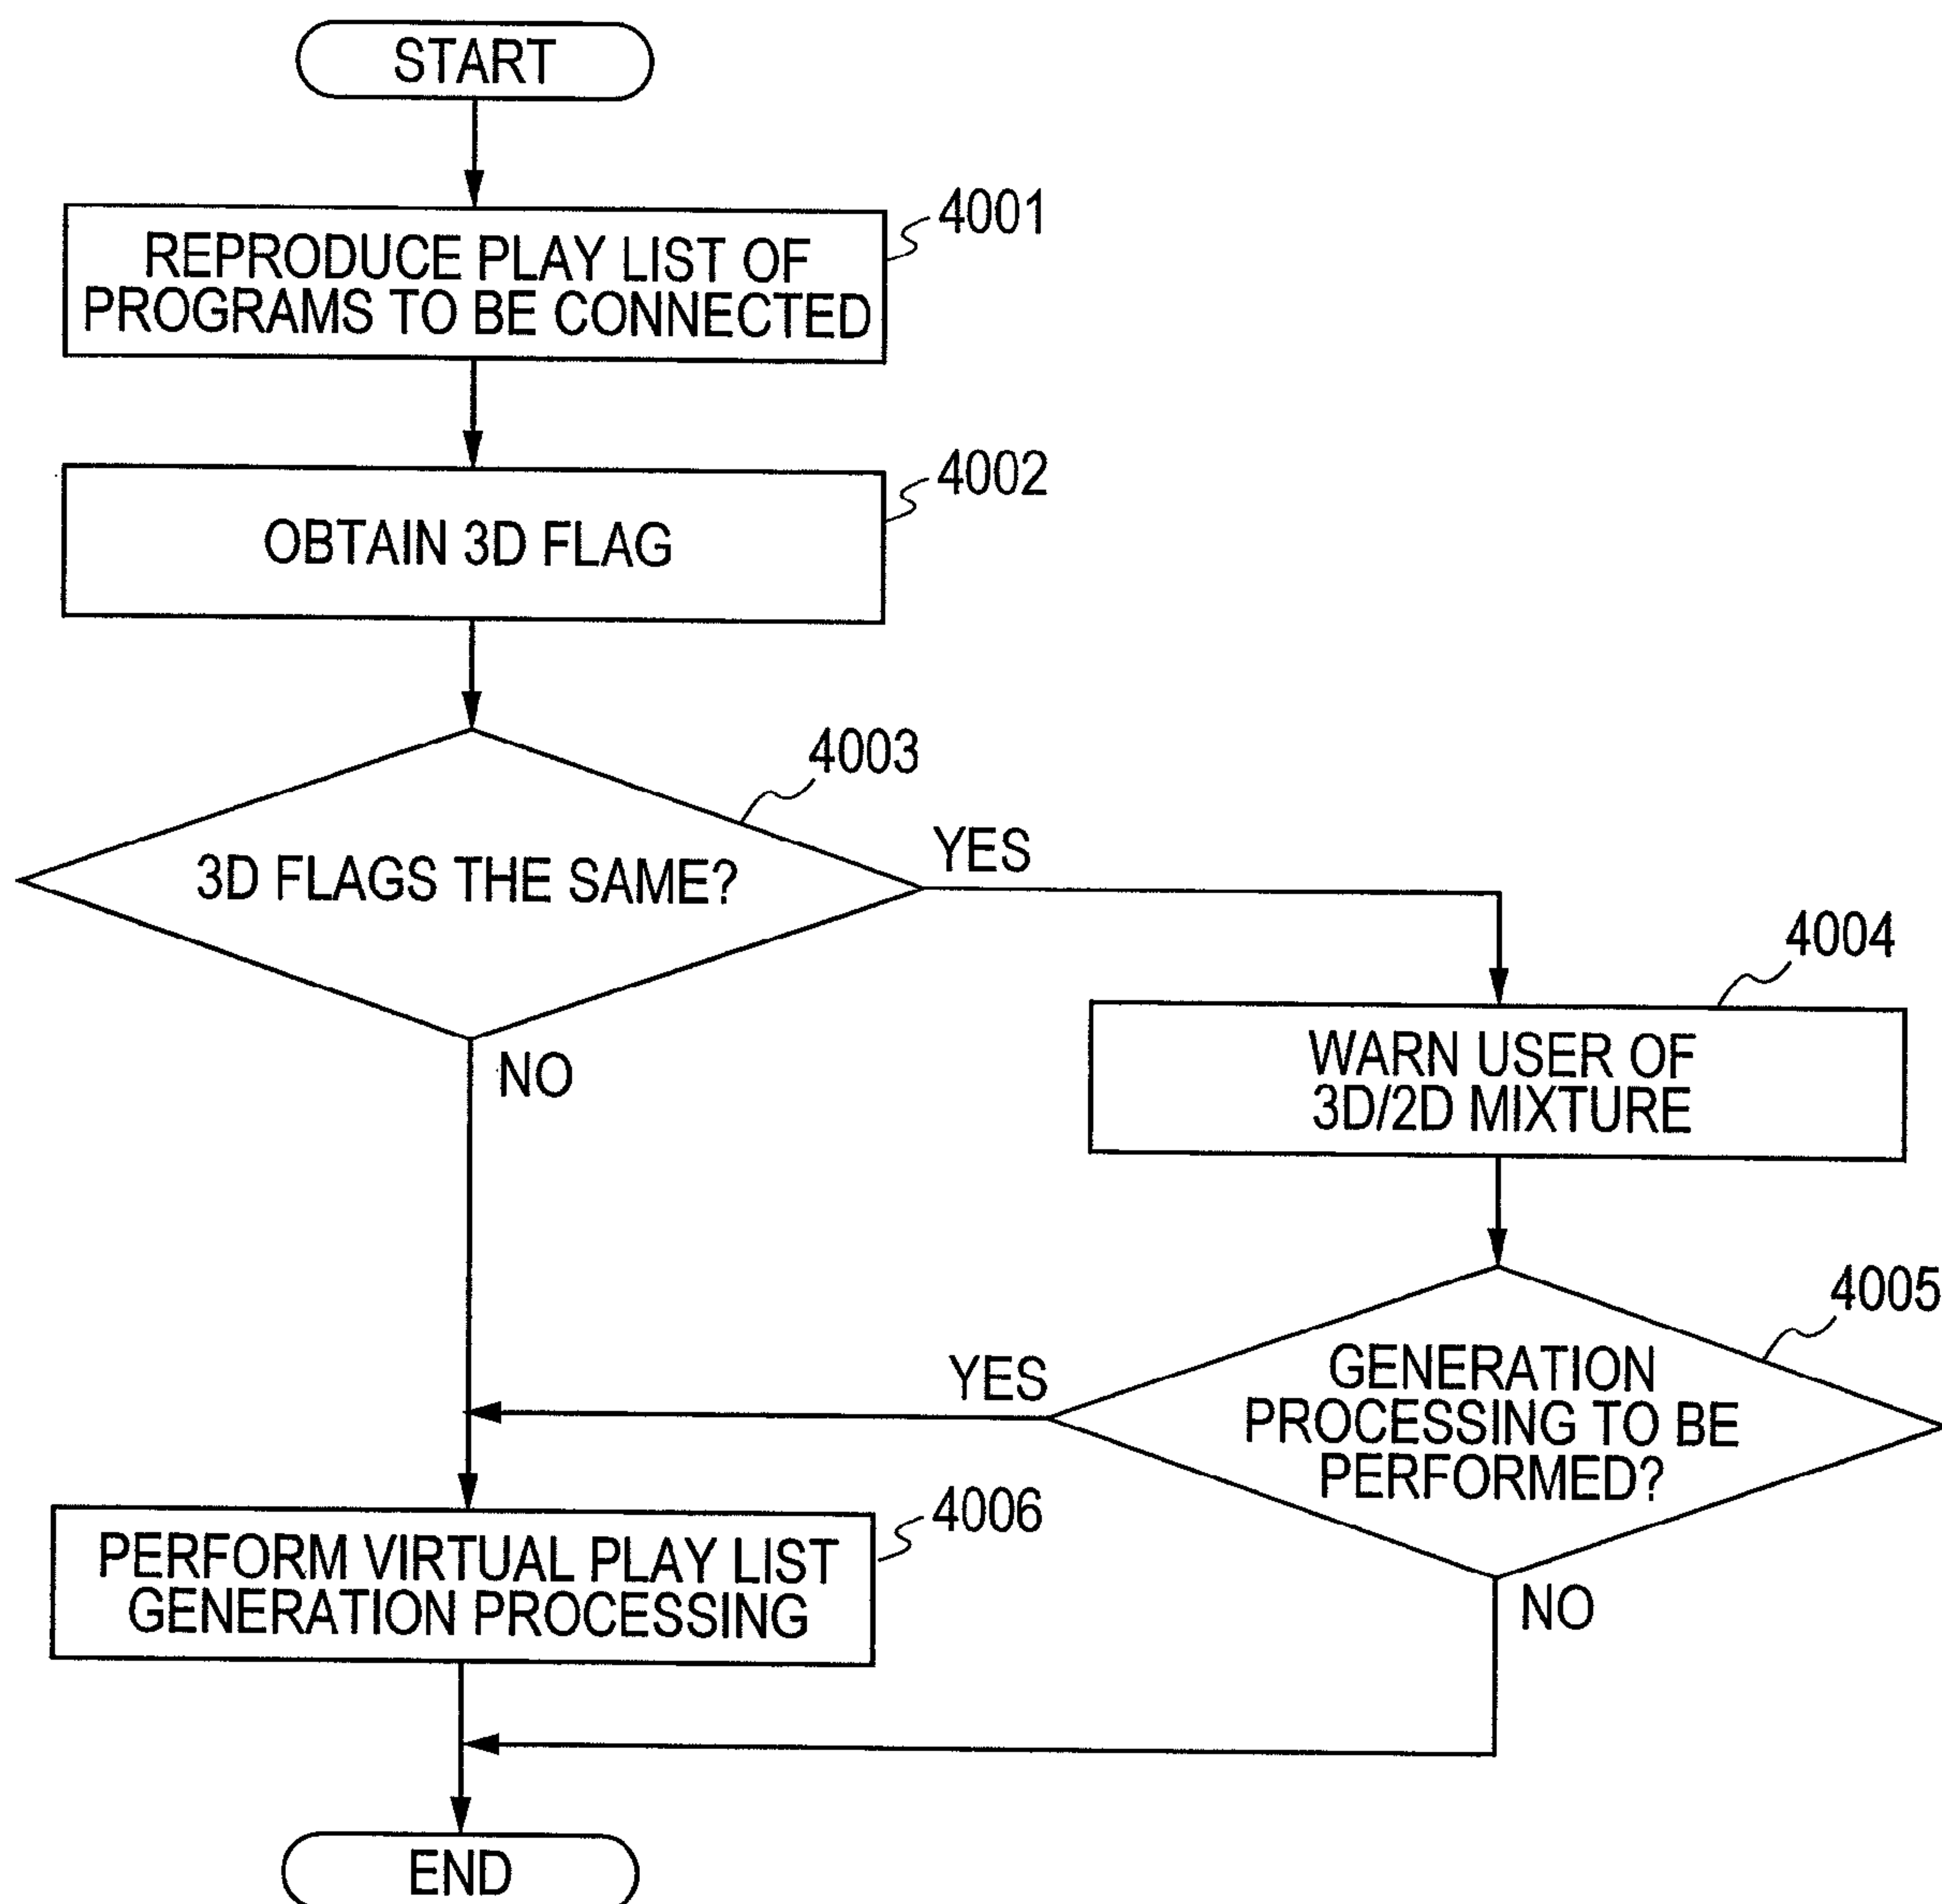 START
4001
REPRODUCE PLAY LIST OF
PROGRAMS TO BE CONNECTED
4002
OBTAIN 3D FLAG
4003
3D FLAGS THE SAME?
YES
NO
4004
WARN USER OF
3D/2D MIXTURE
4005
GENERATION
PROCESSING TO BE
PERFORMED?
YES
NO
4006
PERFORM VIRTUAL PLAY LIST
GENERATION PROCESSING
END